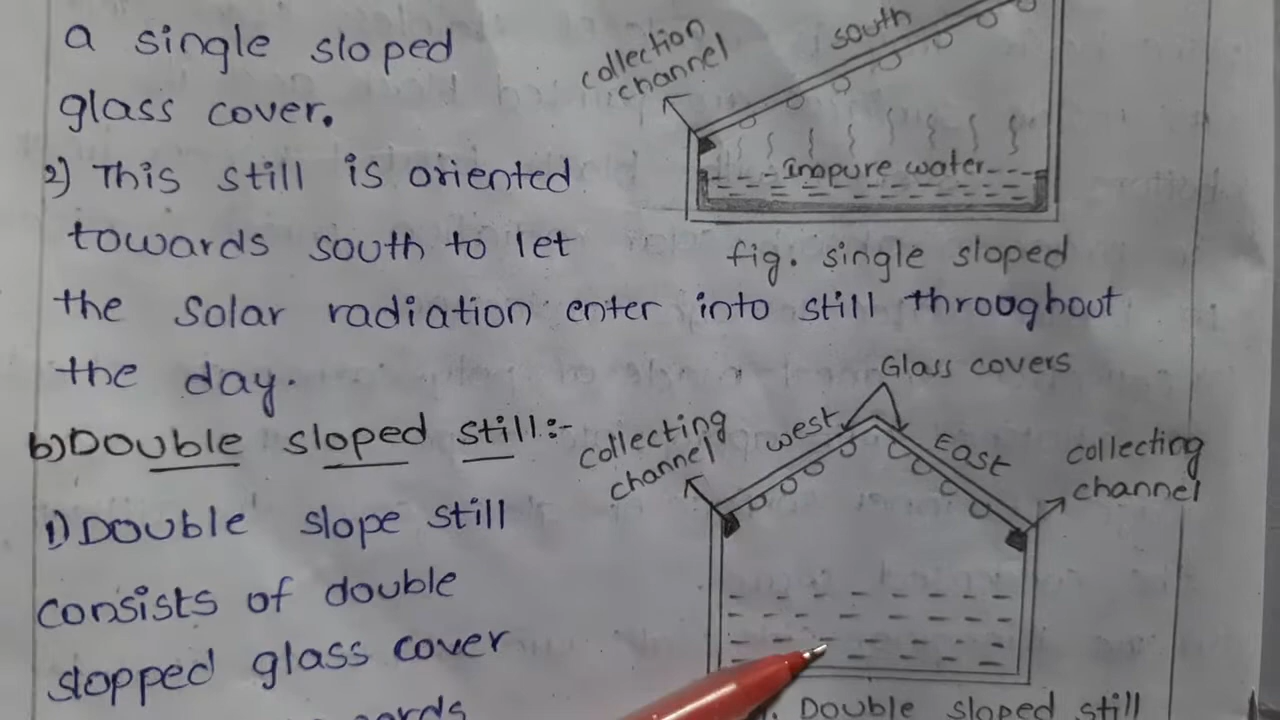 a single sloped
glass cover.
2) This still is oriented
towards south to let
the solar radiation enter into still throoghout
the day.
collection
channel
south
Impure water
fig. single sloped
b) Double sloped still:-
1) Double slope still
consists of double
slopped glass cover
Glass covers
collecting
channel
west
East
collecting
channel
Double sloped still